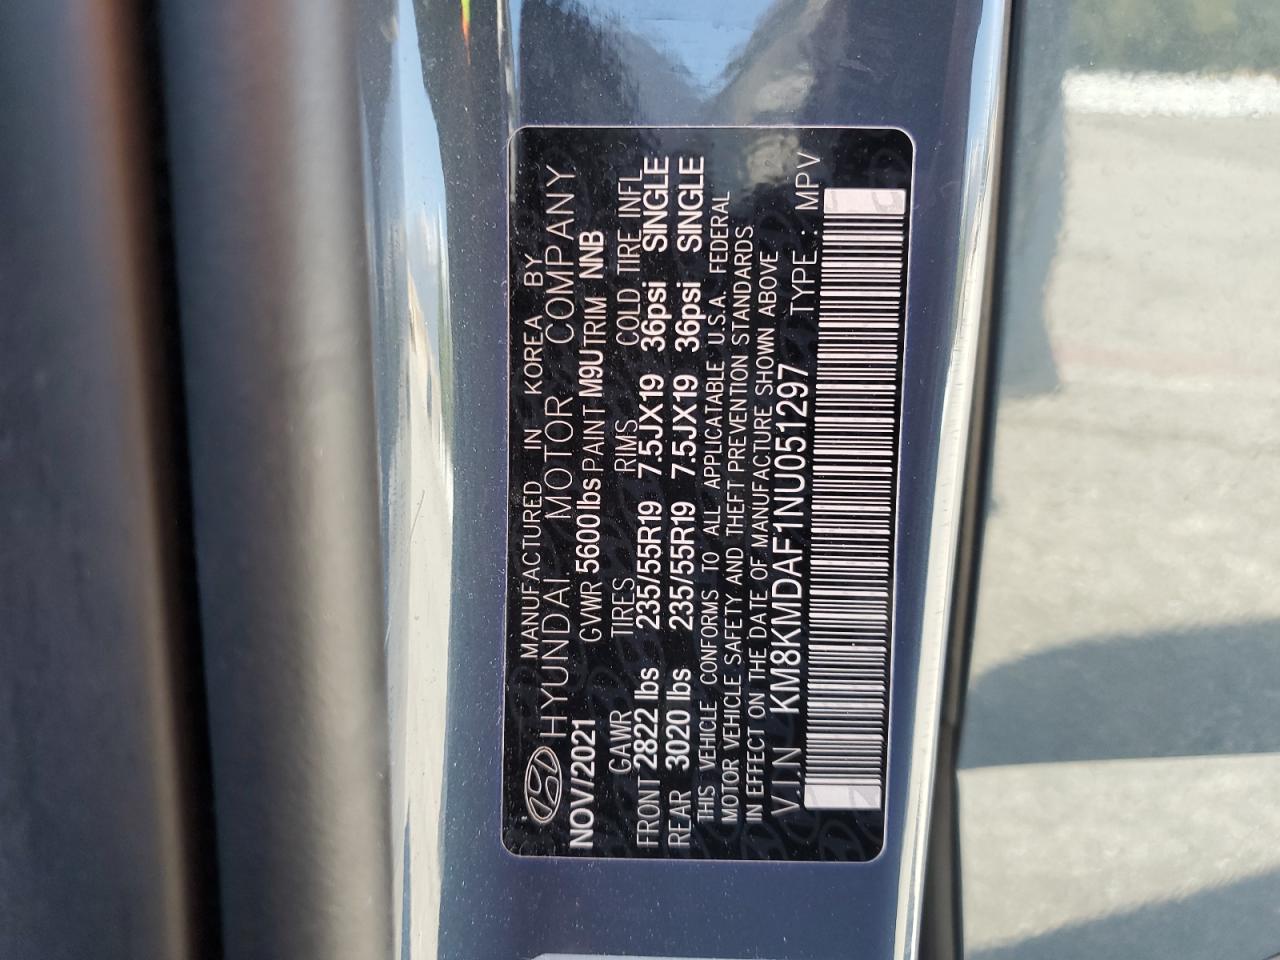 MANUFACTURED IN KOREA BY
HYUNDAI MOTOR COMPANY
NOV/2021 GVWR 5600 lbs PAINT M9U TRIM NNB
GAWR TIRES RIMS COLD TIRE INFL
FRONT 2822 lbs 235/55R19 7.5JX19 36psi SINGLE
REAR 3020 lbs 235/55R19 7.5JX19 36psi SINGLE
THIS VEHICLE CONFORMS TO ALL APPLICATABLE U.S.A. FEDERAL
MOTOR VEHICLE SAFETY AND THEFT PREVENTION STANDARDS
IN EFFECT ON THE DATE OF MANUFACTURE SHOWN ABOVE
V.I.N KM8KMDAF1NU051297 TYPE : MPV